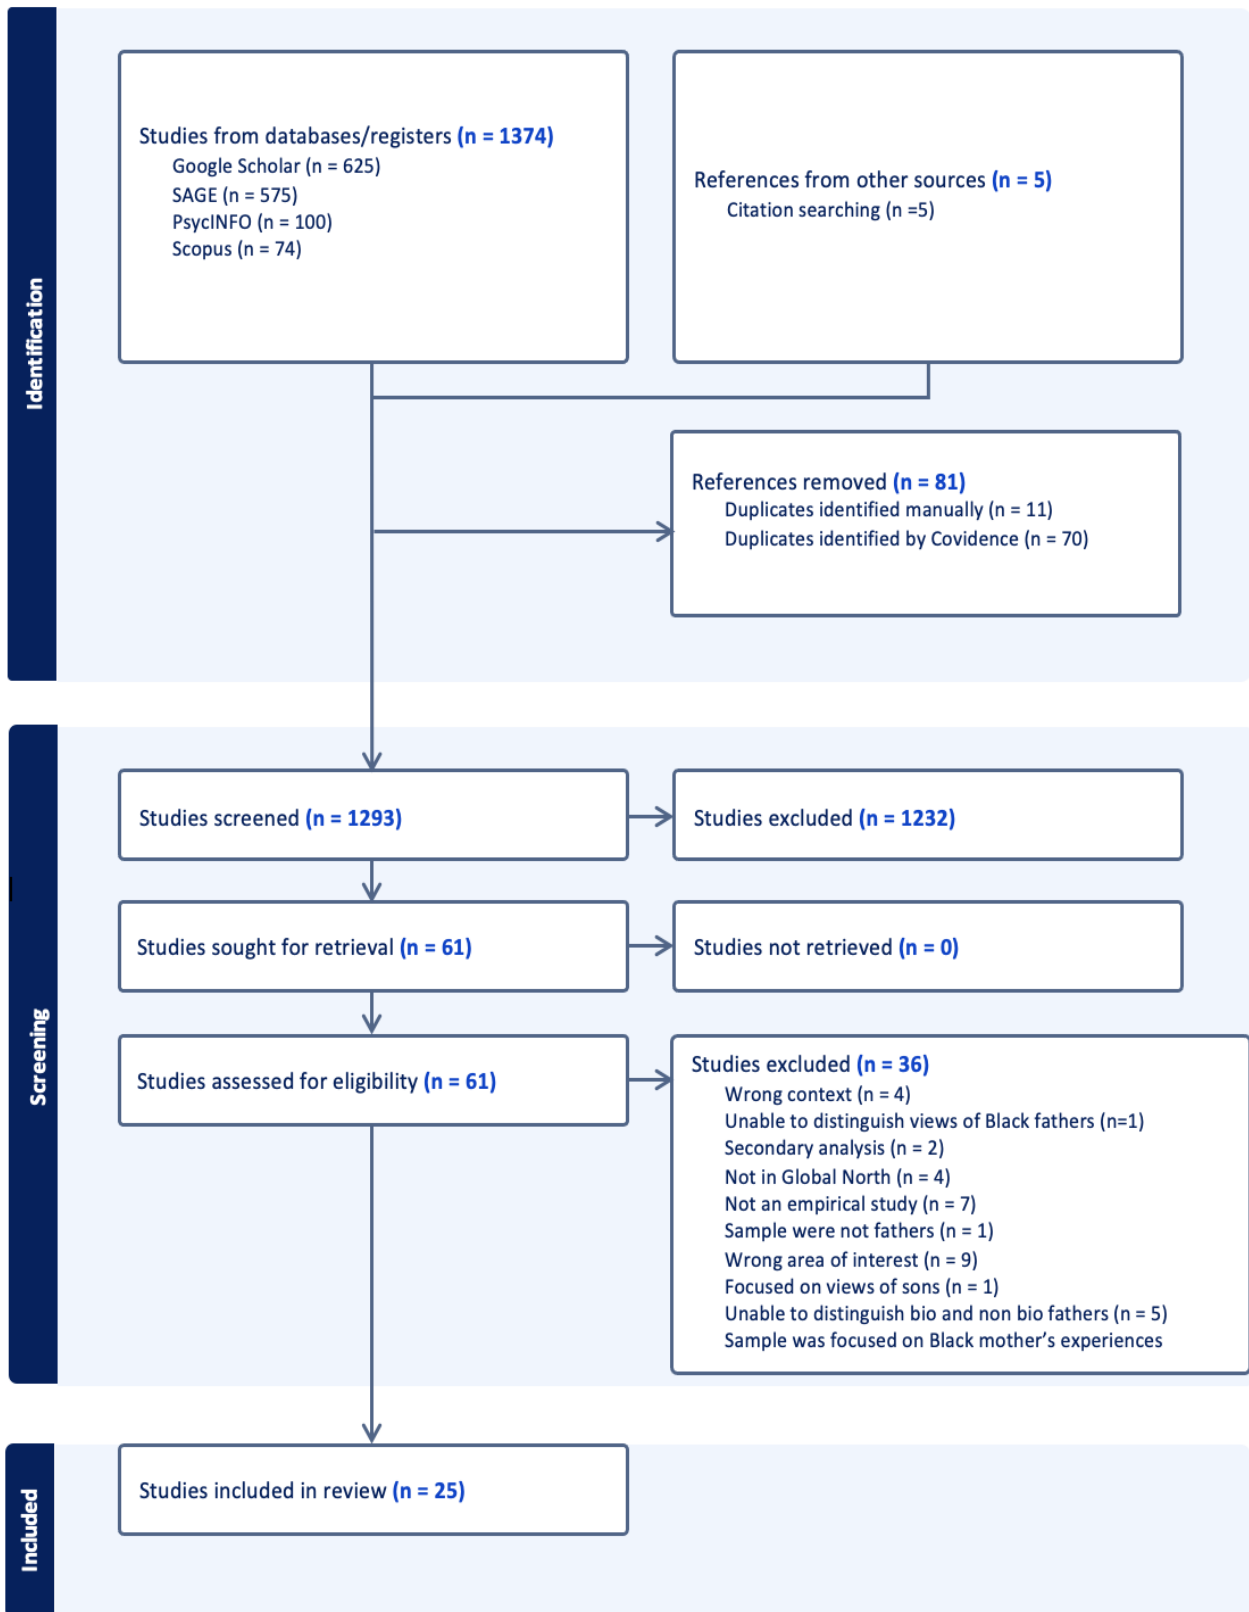 Identification
Studies from databases/registers (n = 1374)
Google Scholar (n = 625)
SAGE (n = 575)
PsycINFO (n = 100)
Scopus (n = 74)
References from other sources (n = 5)
Citation searching (n =5)
References removed (n = 81)
Duplicates identified manually (n = 11)
Duplicates identified by Covidence (n = 70)
Screening
Studies screened (n = 1293)
Studies excluded (n = 1232)
Studies sought for retrieval (n = 61)
Studies not retrieved (n = 0)
Studies assessed for eligibility (n = 61)
Studies excluded (n = 36)
Wrong context (n = 4)
Unable to distinguish views of Black fathers (n=1)
Secondary analysis (n = 2)
Not in Global North (n = 4)
Not an empirical study (n = 7)
Sample were not fathers (n = 1)
Wrong area of interest (n = 9)
Focused on views of sons (n = 1)
Unable to distinguish bio and non bio fathers (n = 5)
Sample was focused on Black mother’s experiences
Included
Studies included in review (n = 25)